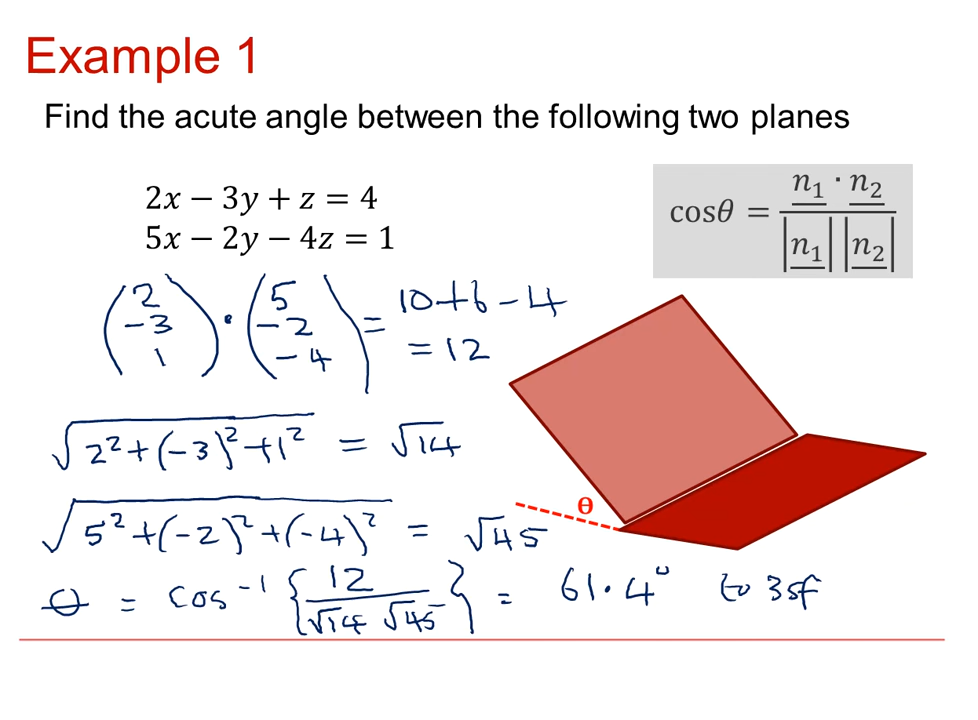 Example 1
Find the acute angle between the following two planes
2x − 3y + z = 4
5x − 2y − 4z = 1
cosθ = n₁ · n₂ / |n₁| |n₂|
(2 −3 1) · (5 −2 −4) = 10+6−4
= 12
√(2² + (−3)² + 1²) = √14
√(5² + (−2)² + (−4)²) = √45
θ
θ = cos⁻¹ {12 / √14 √45} = 61.4° to 3sf